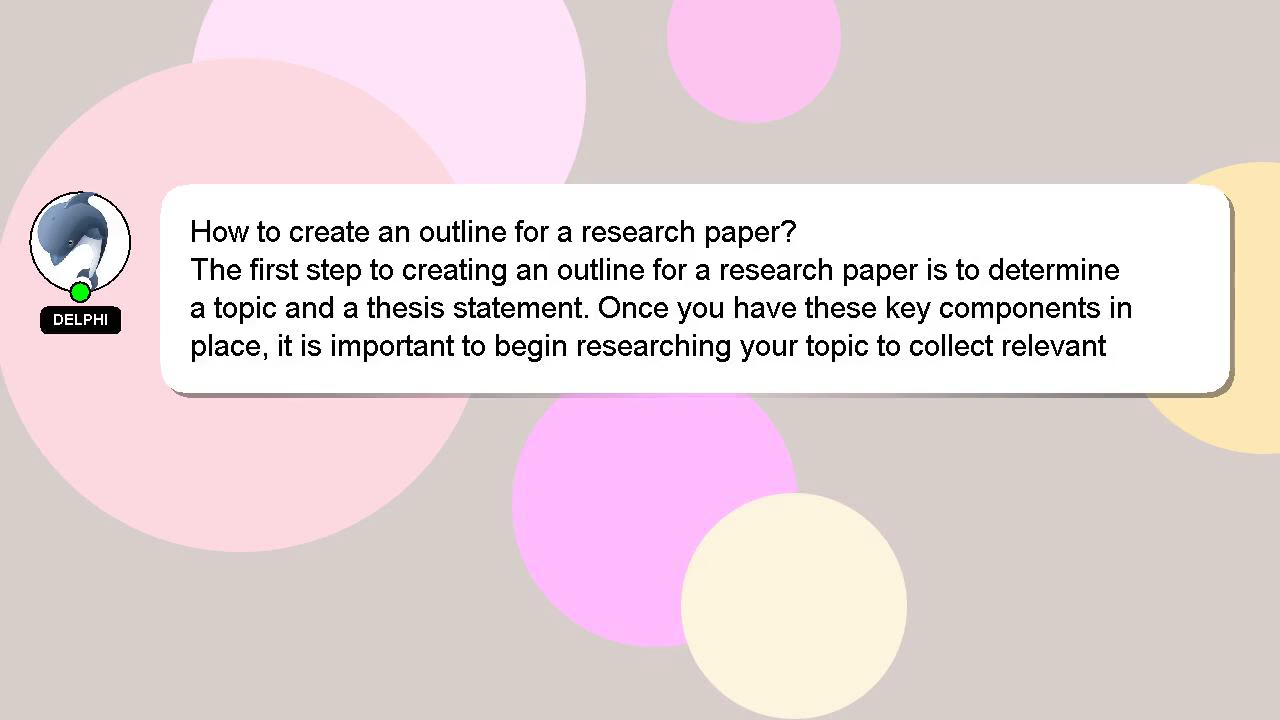 How to create an outline for a research paper?
The first step to creating an outline for a research paper is to determine
a topic and a thesis statement. Once you have these key components in
place, it is important to begin researching your topic to collect relevant
DELPHI